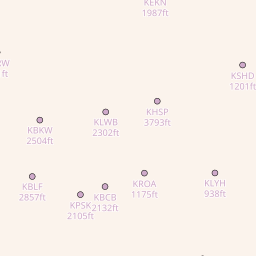 KEKN
1987ft
KSHD
1201ft
KHSP
3793ft
KLWB
2302ft
KBKW
2504ft
KROA
1175ft
KLYH
938ft
KBLF
2857ft
KBCB
2132ft
KPSK
2105ft